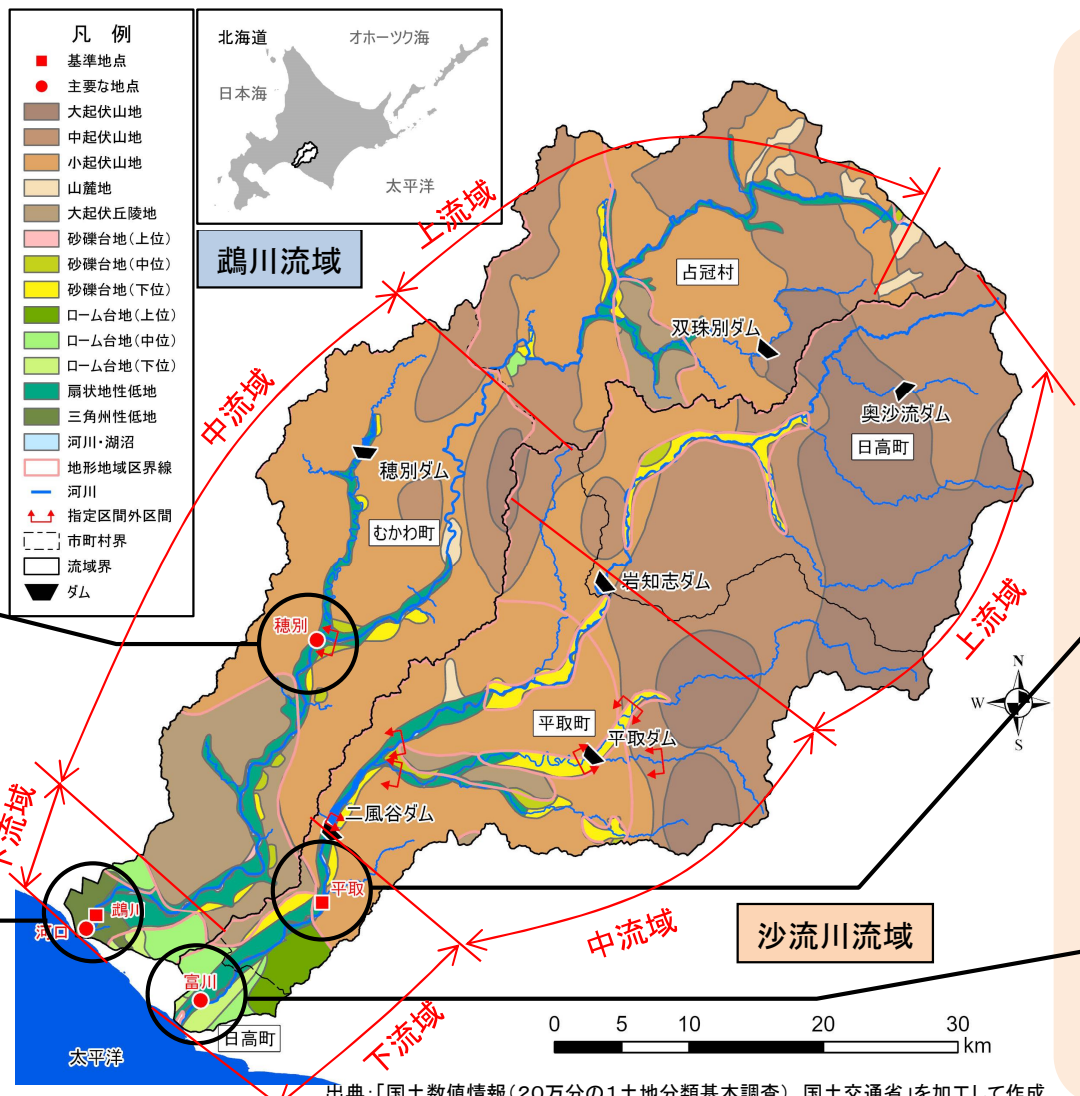 凡 例
基準地点
主要な地点
大起伏山地
中起伏山地
小起伏山地
山麓地
大起伏丘陵地
砂礫台地(上位)
砂礫台地(中位)
砂礫台地(下位)
ローム台地(上位)
ローム台地(中位)
ローム台地(下位)
扇状地性低地
三角州性低地
河川・湖沼
地形地域区界線
河川
指定区間外区間
市町村界
流域界
ダム
北海道
オホーツク海
日本海
太平洋
鵡川流域
上流域
占冠村
双珠別ダム
奥沙流ダム
日高町
中流域
穂別ダム
むかわ町
岩知志ダム
上流域
穂別
N
W
S
平取町
平取ダム
二風谷ダム
下流域
平取
鵡川
河口
中流域
沙流川流域
富川
下流域
日高町
太平洋
0 5 10 20 30
km
出典:「国土数値情報(20万分の1土地分類基本調査) 国土交通省」を加工して作成